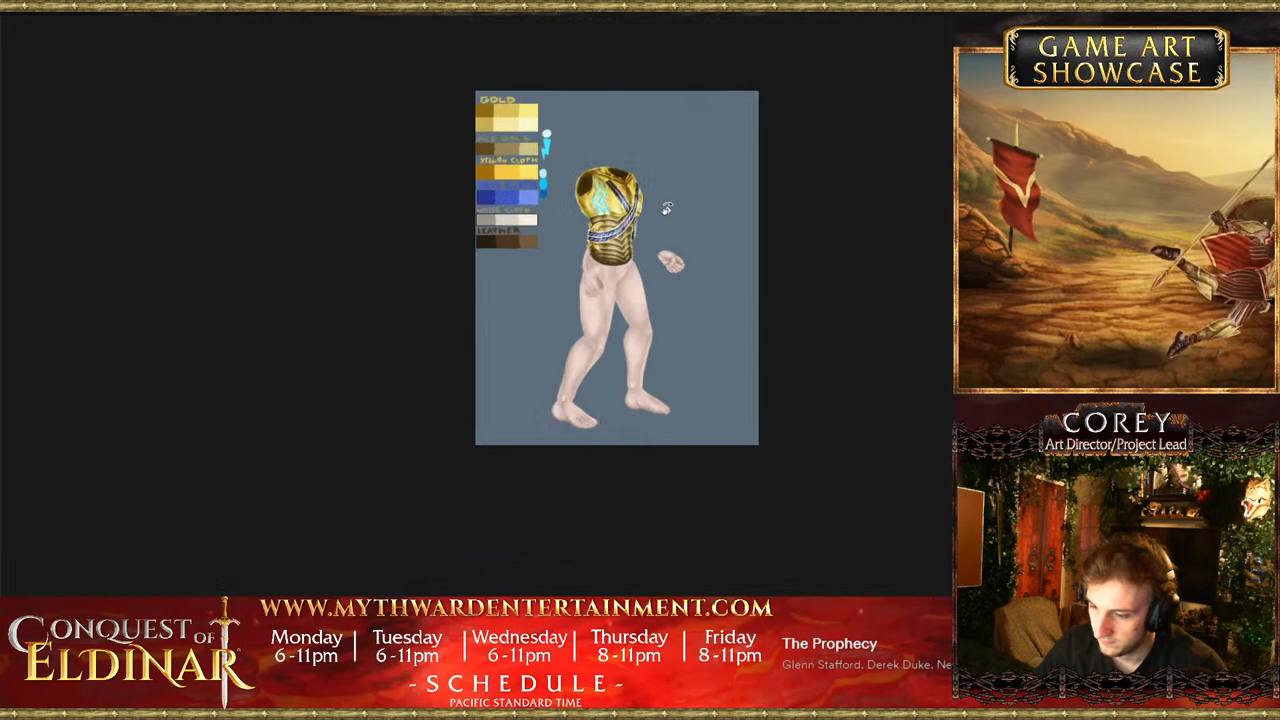 GAME ART
SHOWCASE
GOLD
YELLOW CLOTH
WHITE CLOTH
LEATHER
COREY
Art Director/Project Lead
CONQUEST OF
ELDINAR
WWW.MYTHWARDENTERTAINMENT.COM
Monday | Tuesday | Wednesday | Thursday | Friday
6 -11pm | 6 -11pm | 6 -11pm | 8 -11pm | 8 -11pm
- SCHEDULE -
PACIFIC STANDARD TIME
The Prophecy
Glenn Stafford, Derek Duke, Ne